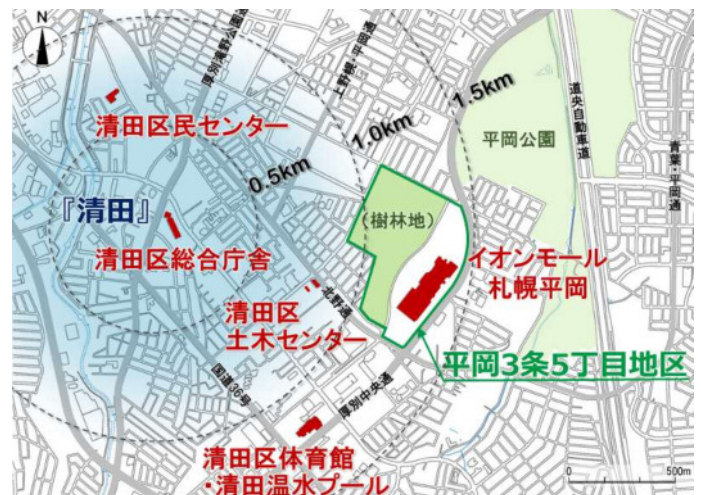 N
厚別滝野公園通
上野幌・平岡通
1.5km
1.0km
0.5km
道央自動車道
平岡公園
青葉・平岡通
清田区民センター
『清田』
(樹林地)
清田区総合庁舎
イオンモール
札幌平岡
北野通
清田区
土木センター
平岡3条5丁目地区
国道36号
厚別中央通
清田区体育館
・清田温水プール
0
500m